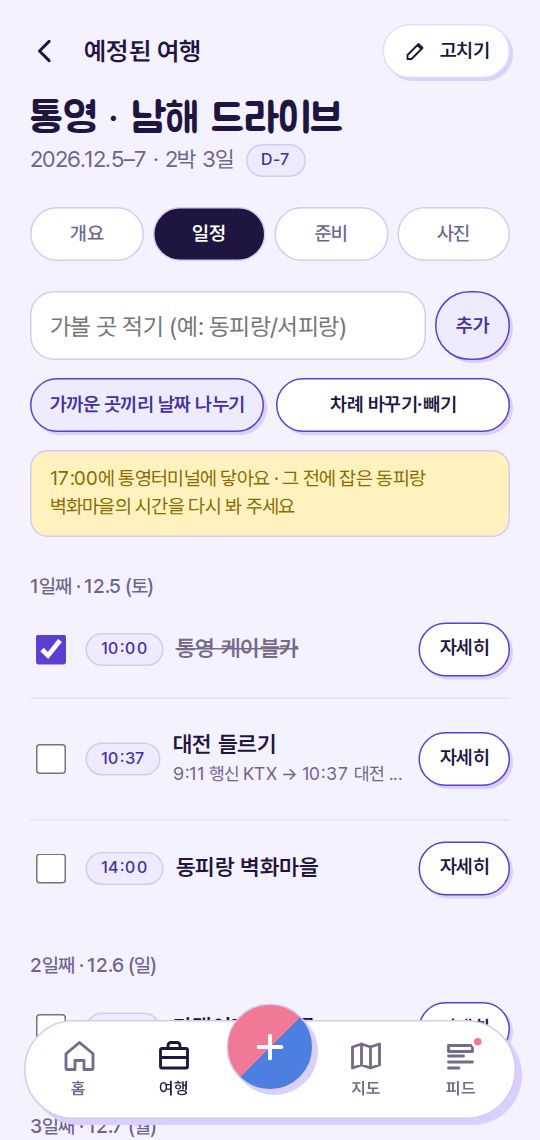 예정된 여행
고치기
통영 · 남해 드라이브
2026.12.5–7 · 2박 3일 D-7
개요 일정 준비 사진
가볼 곳 적기 (예: 동피랑/서피랑) 추가
가까운 곳끼리 날짜 나누기 차례 바꾸기·빼기
17:00에 통영터미널에 닿아요 · 그 전에 잡은 동피랑
벽화마을의 시간을 다시 봐 주세요
1일째 · 12.5 (토)
10:00 통영 케이블카 자세히
10:37 대전 들르기 자세히
9:11 행신 KTX → 10:37 대전 ...
14:00 동피랑 벽화마을 자세히
2일째 · 12.6 (일)
홈 여행 지도 피드
3일째 · 12.7 (월)